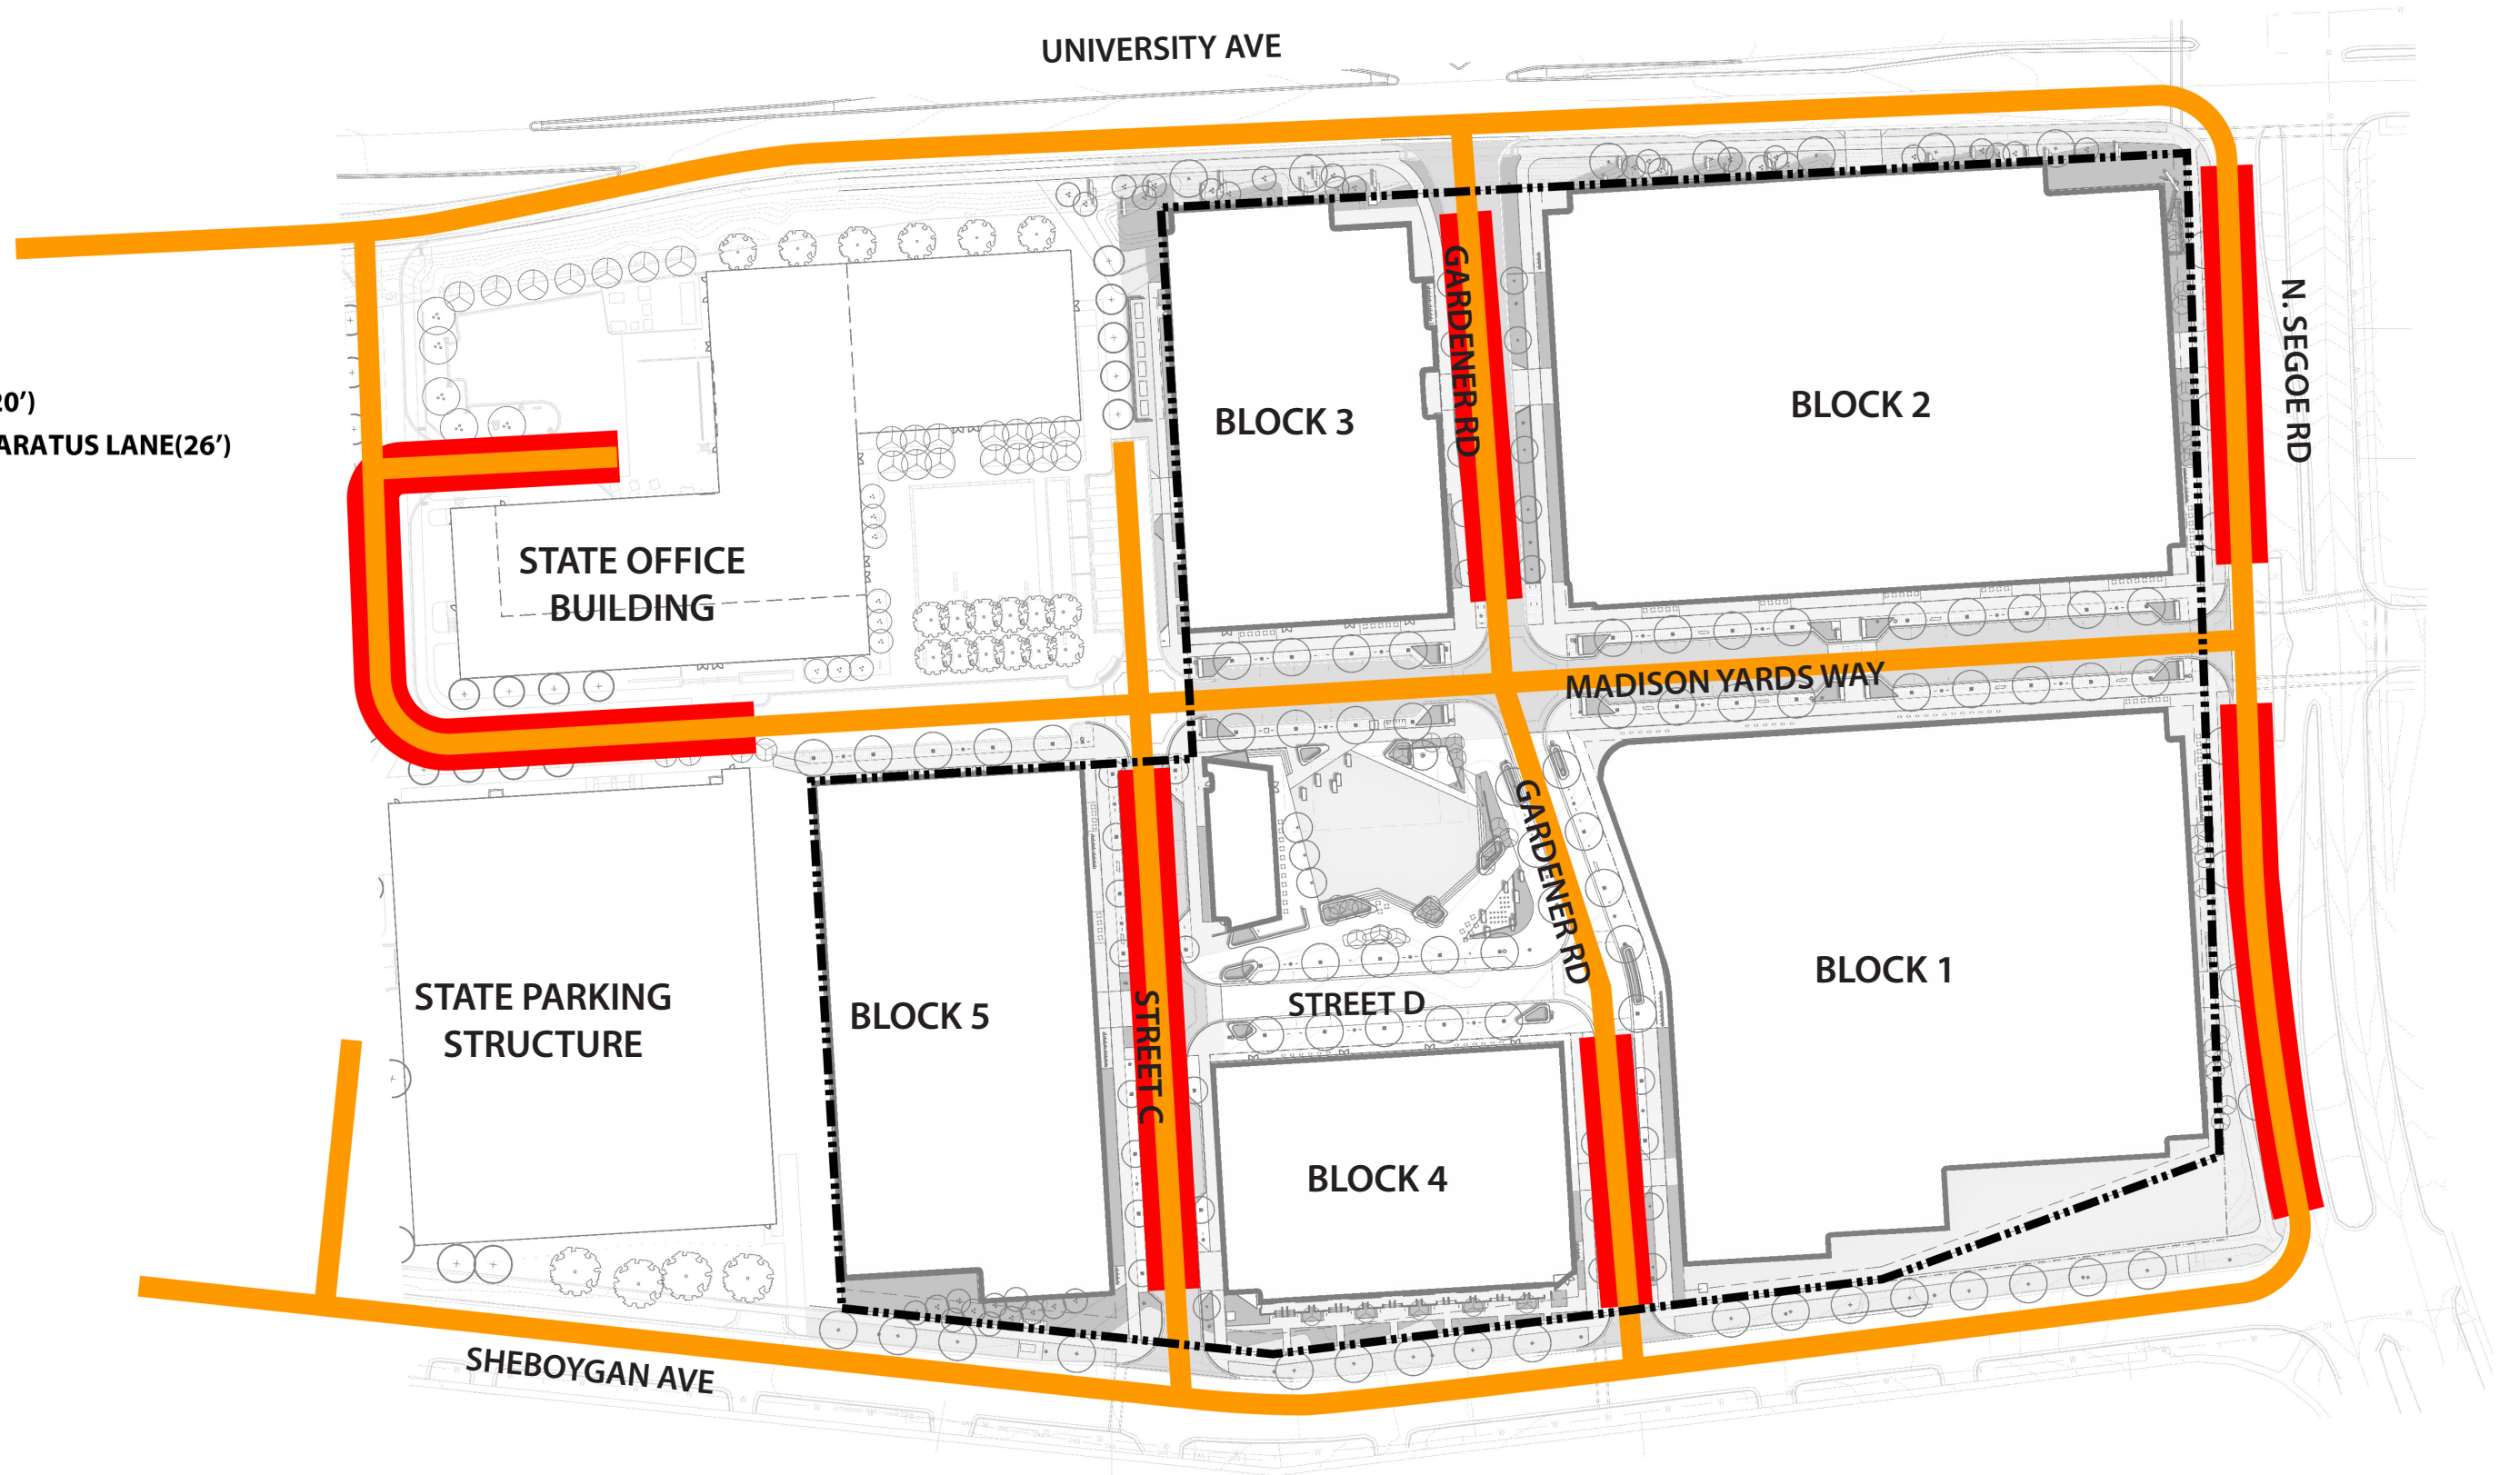 UNIVERSITY AVE
20’)
ARATUS LANE(26’)
GARDENER RD
N. SEGOE RD
BLOCK 3
BLOCK 2
STATE OFFICE
BUILDING
MADISON YARDS WAY
GARDENER RD
STATE PARKING
STRUCTURE
BLOCK 5
STREET C
STREET D
BLOCK 1
BLOCK 4
SHEBOYGAN AVE